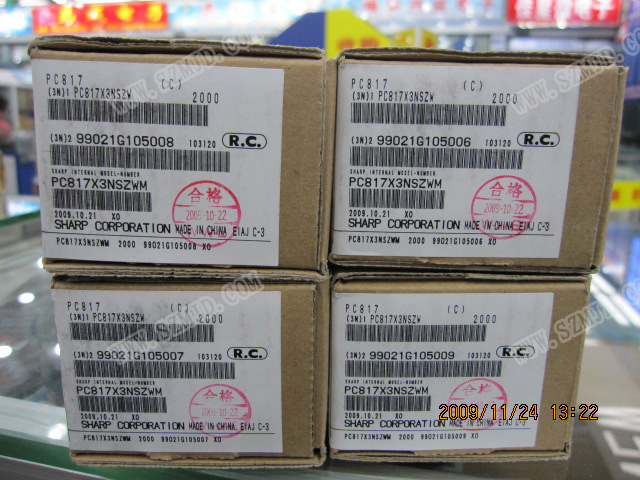 PC817 (C)
(3N)1 PC817X3NSZW 2000
(3N)2 99021G105008 103120 R.C.
SHARP INTERNAL MODEL-NUMBER
PC817X3NSZWM
合格
2009.10.22
2009.10.21 XO
SHARP CORPORATION MADE IN CHINA EIAJ C-3
PC817X3NSZWM 2000 99021G105008 XO
PC817 (C)
(3N)1 PC817X3NSZW 2000
(3N)2 99021G105006 103120 R.C.
SHARP INTERNAL MODEL-NUMBER
PC817X3NSZWM
合格
2009.10.22
2009.10.21 XO
SHARP CORPORATION MADE IN CHINA EIAJ C-3
PC817X3NSZWM 2000 99021G105006 XO
PC817 (C)
(3N)1 PC817X3NSZW 2000
(3N)2 99021G105007 103120 R.C.
SHARP INTERNAL MODEL-NUMBER
PC817X3NSZWM
合格
2009.10.22
2009.10.21 XO
SHARP CORPORATION MADE IN CHINA EIAJ C-3
PC817X3NSZWM 2000 99021G105007 XO
PC817 (C)
(3N)1 PC817X3NSZW 2000
(3N)2 99021G105009 103120 R.C.
SHARP INTERNAL MODEL-NUMBER
PC817X3NSZWM
合格
2009.10.21 XO
SHARP CORPORATION MADE IN CHINA EIAJ C-3
PC817X3NSZWM 2000 99021G105009 XO
2009/11/24 13:22